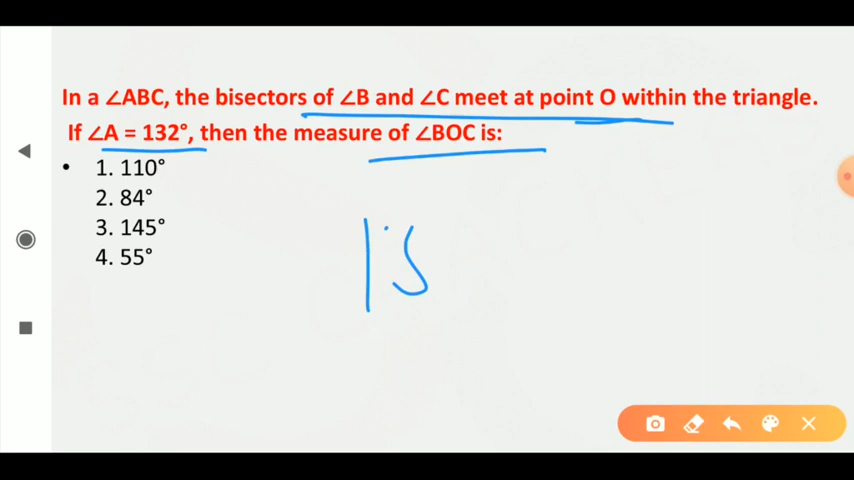 In a ∠ABC, the bisectors of ∠B and ∠C meet at point O within the triangle.
If ∠A = 132°, then the measure of ∠BOC is:
• 1. 110°
2. 84°
3. 145°
4. 55°